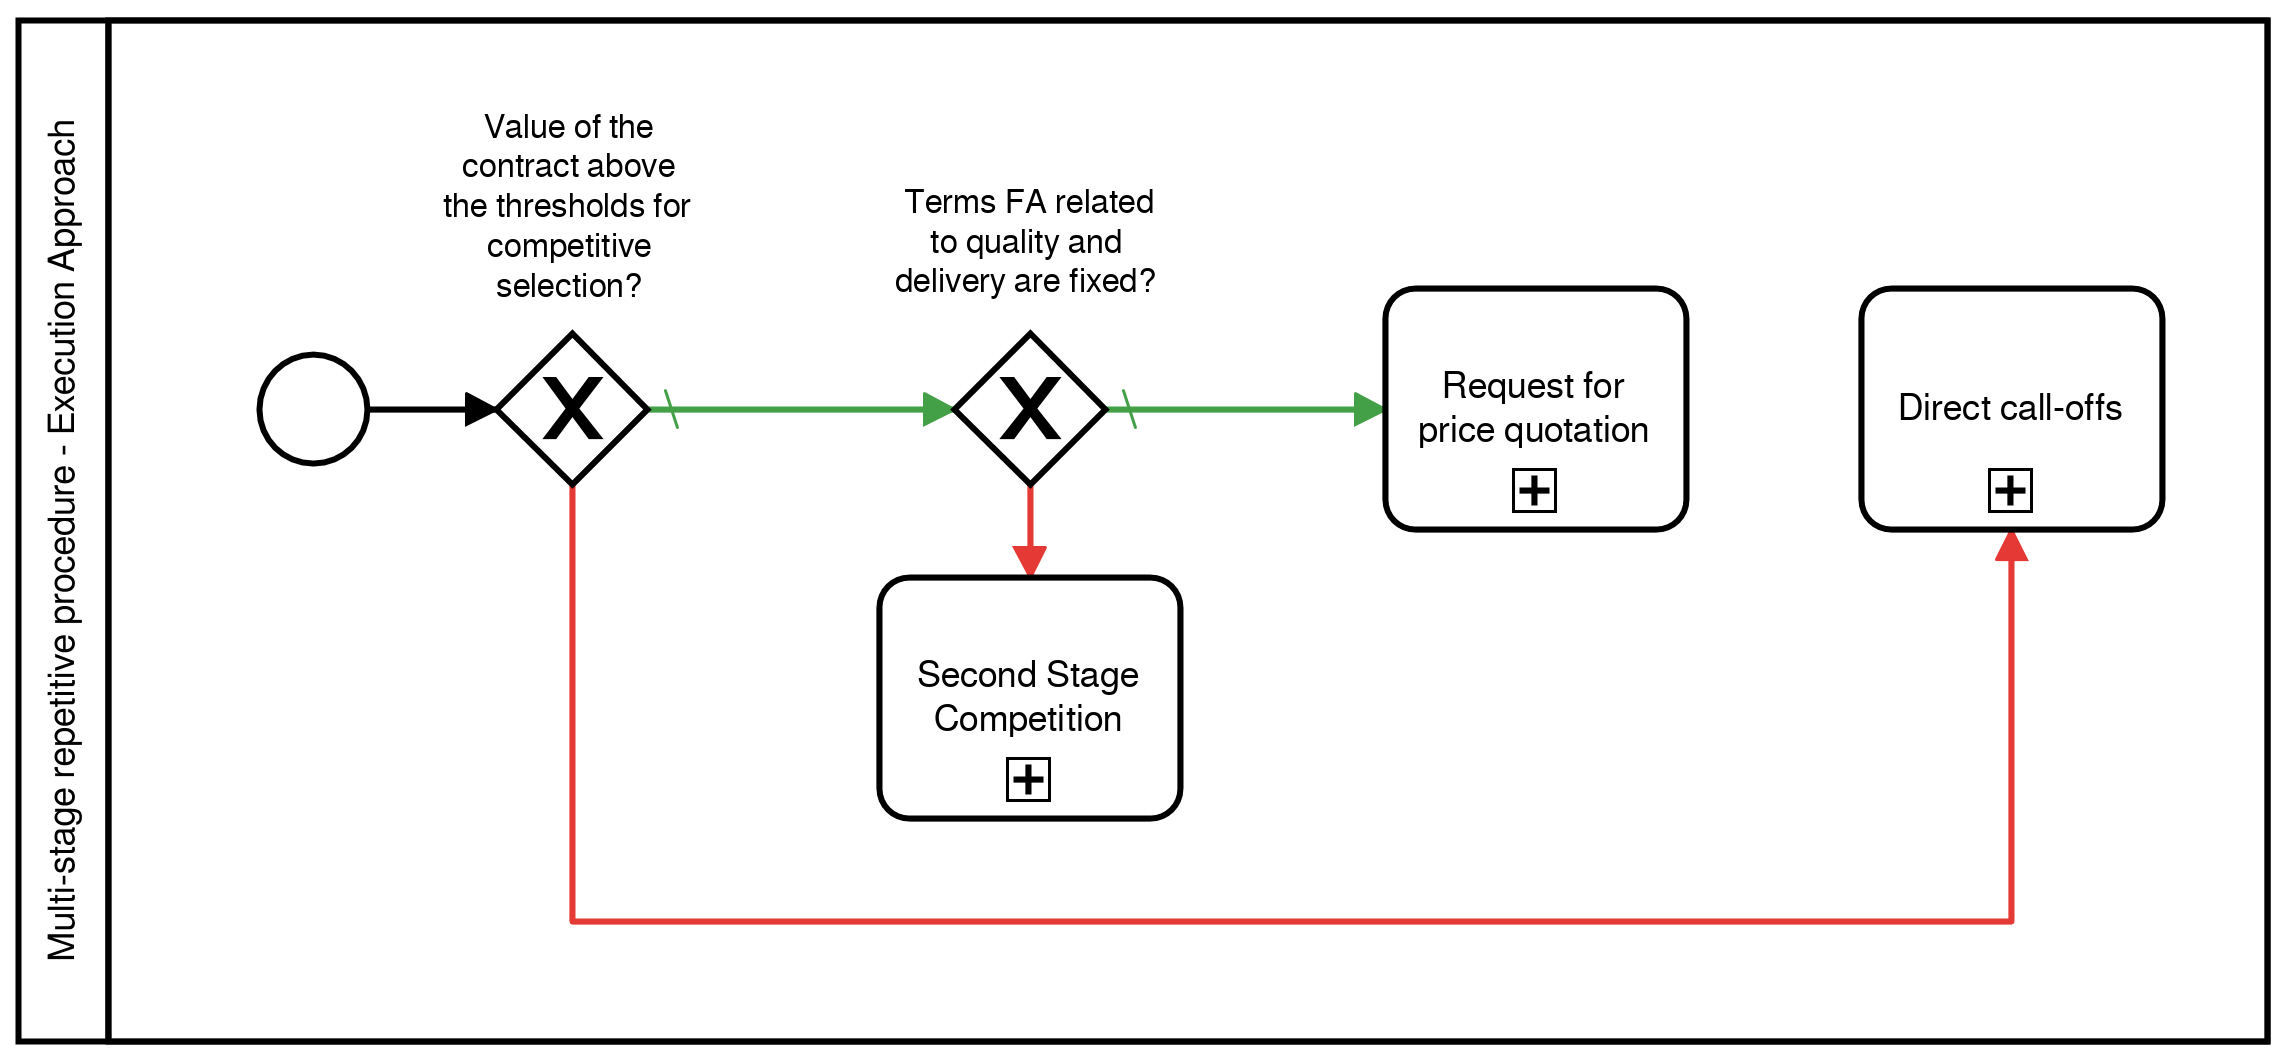 Multi-stage repetitive procedure - Execution Approach
Value of the
contract above
the thresholds for
competitive
selection?
Terms FA related
to quality and
delivery are fixed?
Request for
price quotation
Direct call-offs
Second Stage
Competition